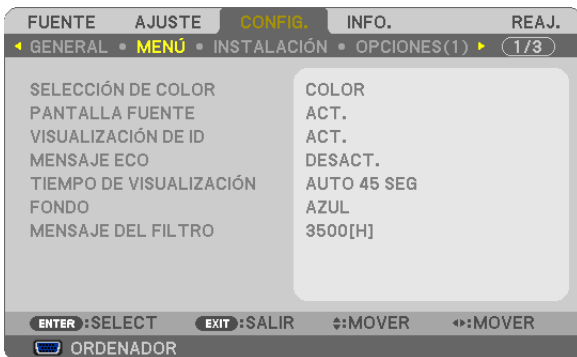 FUENTE AJUSTE CONFIG. INFO. REAJ.
GENERAL • MENÚ • INSTALACIÓN • OPCIONES(1) 1/3
SELECCIÓN DE COLOR COLOR
PANTALLA FUENTE ACT.
VISUALIZACIÓN DE ID ACT.
MENSAJE ECO DESACT.
TIEMPO DE VISUALIZACIÓN AUTO 45 SEG
FONDO AZUL
MENSAJE DEL FILTRO 3500[H]
ENTER :SELECT EXIT :SALIR :MOVER :MOVER
ORDENADOR